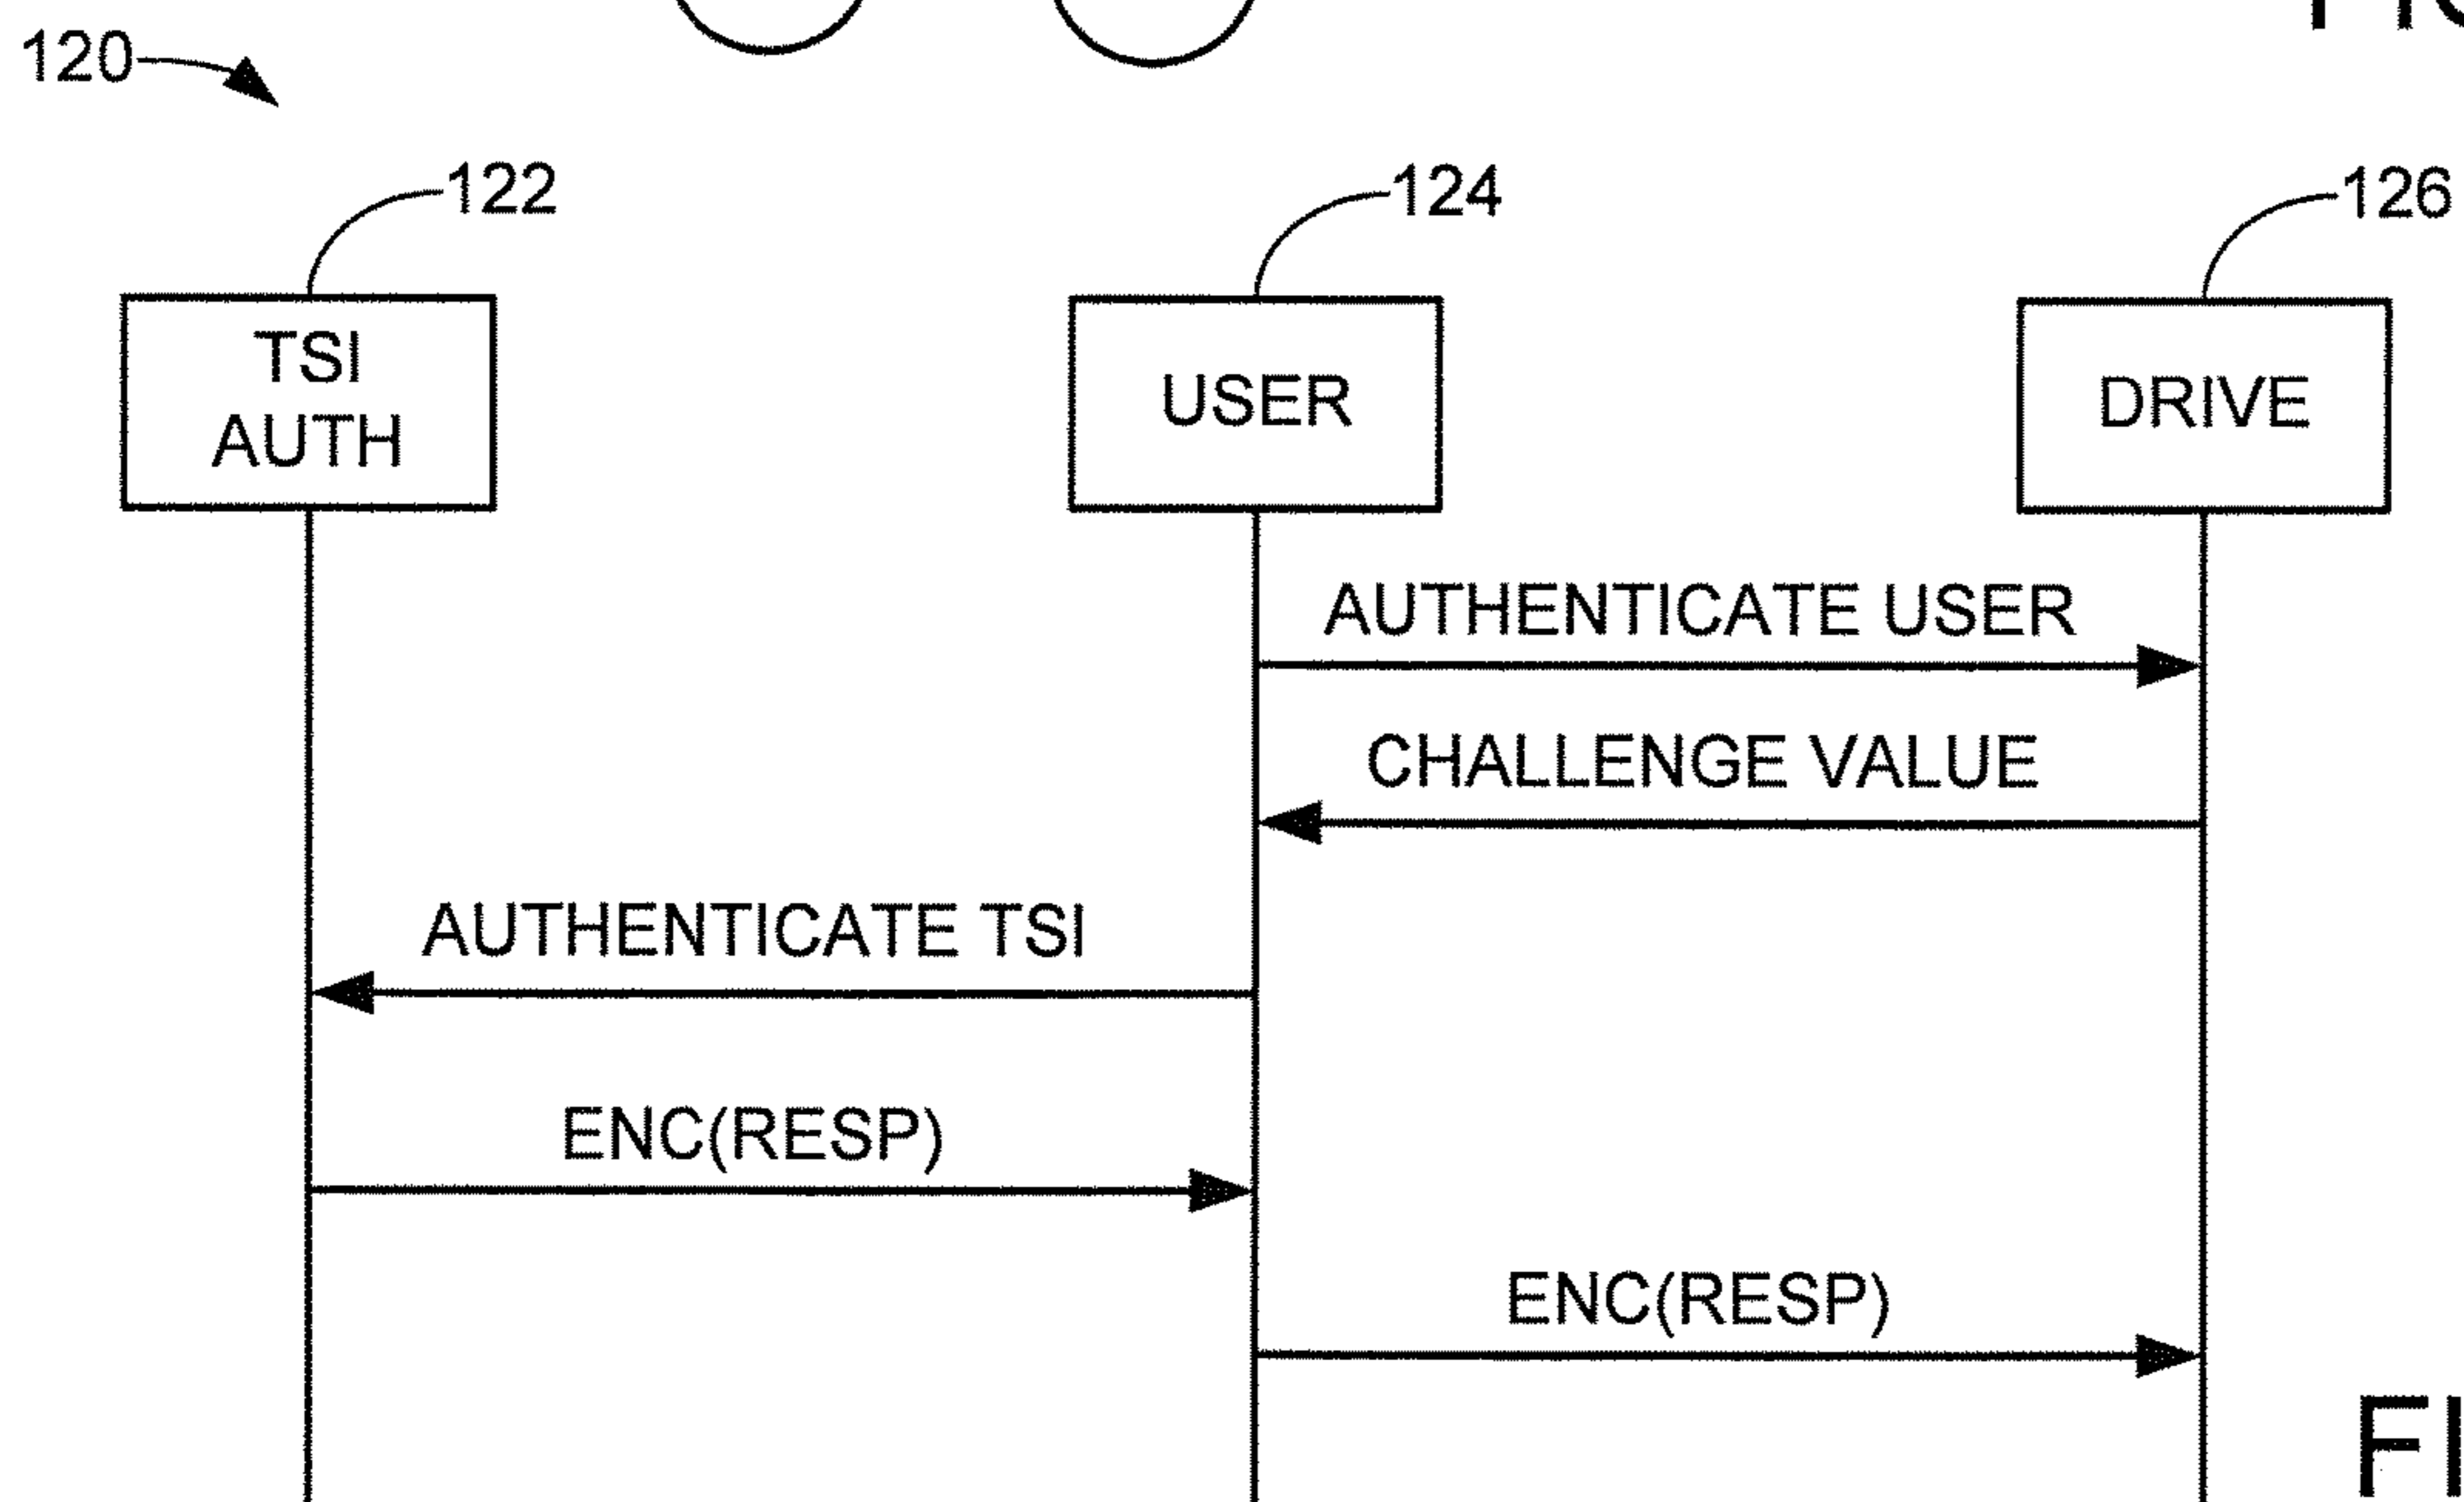 120
122
124
126
TSI
AUTH
USER
DRIVE
AUTHENTICATE USER
CHALLENGE VALUE
AUTHENTICATE TSI
ENC(RESP)
ENC(RESP)